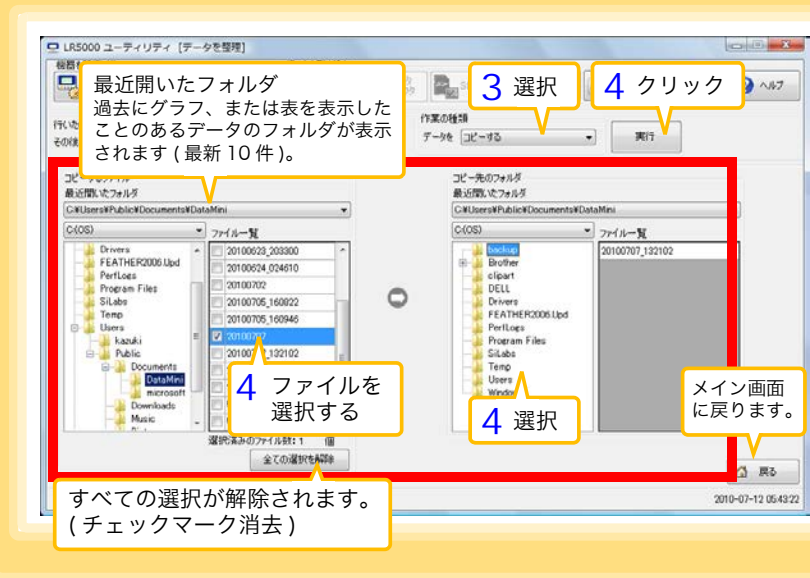 LR5000 ユーティリティ [データを整理]
最近開いたフォルダ
過去にグラフ、または表を表示した
ことのあるデータのフォルダが表示
されます ( 最新 10 件 )。
3 選択
4 クリック
ヘルプ
作業の種類
データを コピーする
実行
最近開いたフォルダ
C:¥Users¥Public¥Documents¥DataMini
C:(OS)
ファイル一覧
Drivers
FEATHER2006.Upd
PerfLogs
Program Files
SiLabs
Temp
Users
kazuki
Public
Documents
DataMini
microsoft
Downloads
Music
20100623_203300
20100624_024610
20100702
20100705_160822
20100705_160946
20100707
4 ファイルを
選択する
選択済みのファイル数: 1 個
全ての選択を解除
すべての選択が解除されます。
( チェックマーク消去 )
コピー先のフォルダ
最近開いたフォルダ
C:¥Users¥Public¥Documents¥DataMini
C:(OS)
ファイル一覧
backup
Brother
clipart
DELL
Drivers
FEATHER2006.Upd
PerfLogs
Program Files
SiLabs
Temp
Users
20100707_132102
4 選択
メイン画面
に戻ります。
戻る
2010-07-12 05:43:22